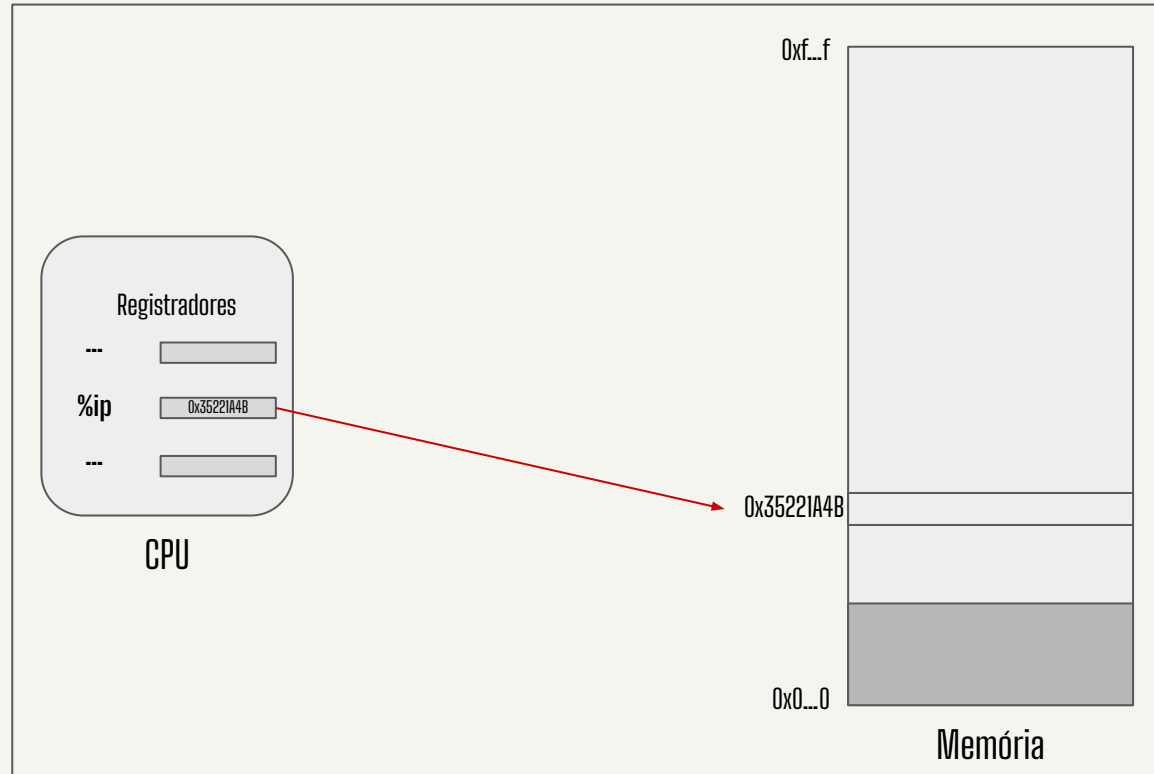 0xf...f
Registradores
---
%ip 0x35221A4B
---
CPU
0x35221A4B
0x0...0
Memória